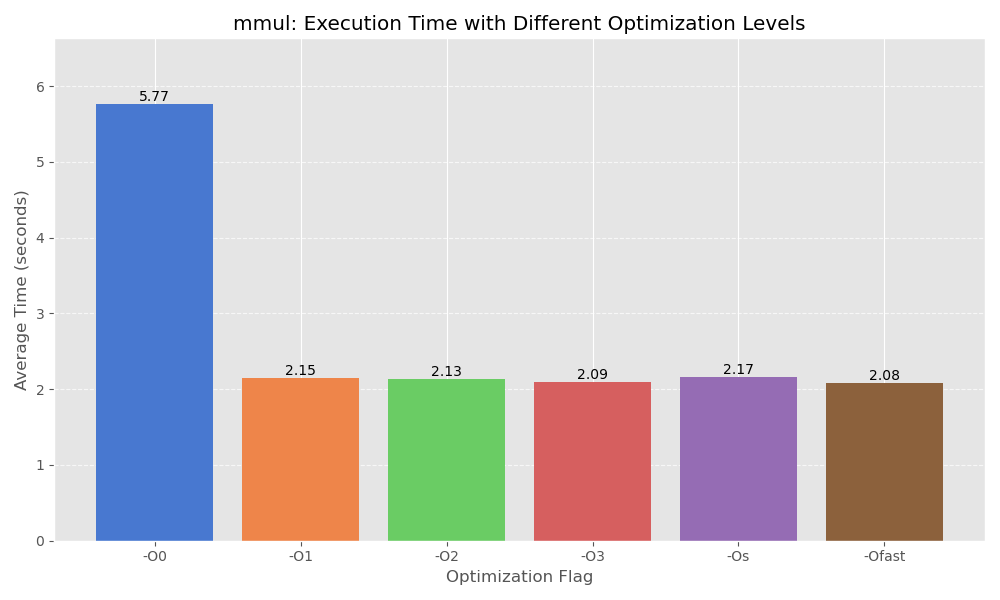 mmul: Execution Time with Different Optimization Levels
Average Time (seconds)
6
5
4
3
2
1
0
5.77
2.15
2.13
2.09
2.17
2.08
-O0
-O1
-O2
-O3
-Os
-Ofast
Optimization Flag